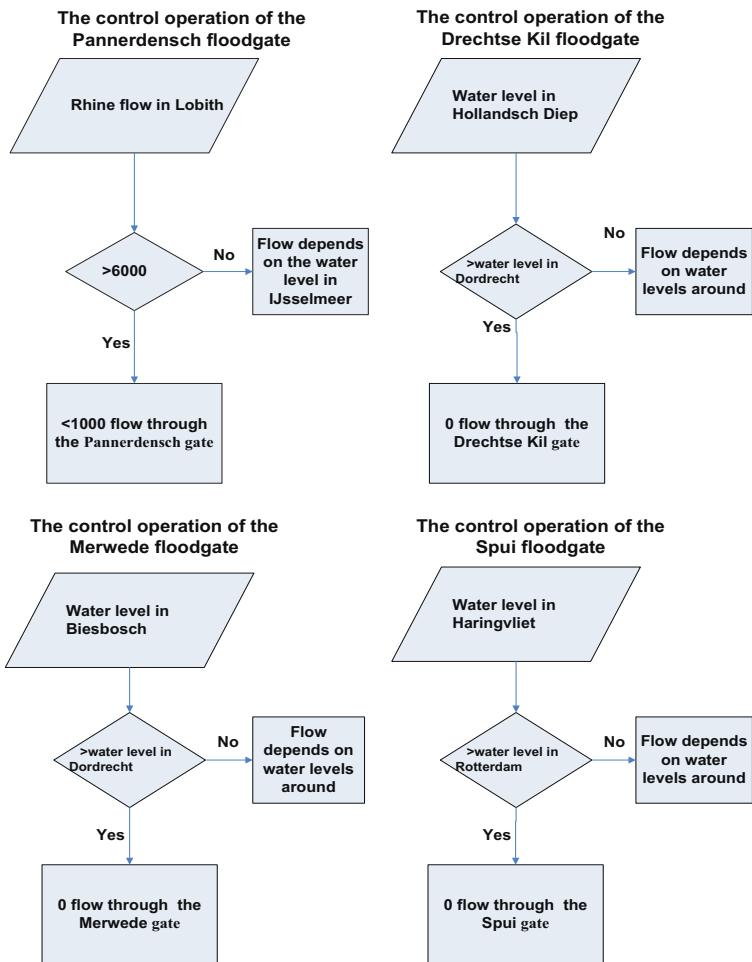 The control operation of the
Pannerdensch floodgate
Rhine flow in Lobith
>6000
No
Flow depends
on the water
level in
IJsselmeer
Yes
<1000 flow through
the Pannerdensch gate
The control operation of the
Drechtse Kil floodgate
Water level in
Hollandsch Diep
>water level in
Dordrecht
No
Flow depends
on water
levels around
Yes
0 flow through the
Drechtse Kil gate
The control operation of the
Merwede floodgate
Water level in
Biesbosch
>water level in
Dordrecht
No
Flow
depends on
water levels
around
Yes
0 flow through the
Merwede gate
The control operation of the
Spui floodgate
Water level in
Haringvliet
>water level in
Rotterdam
No
Flow depends
on water
levels around
Yes
0 flow through the
Spui gate